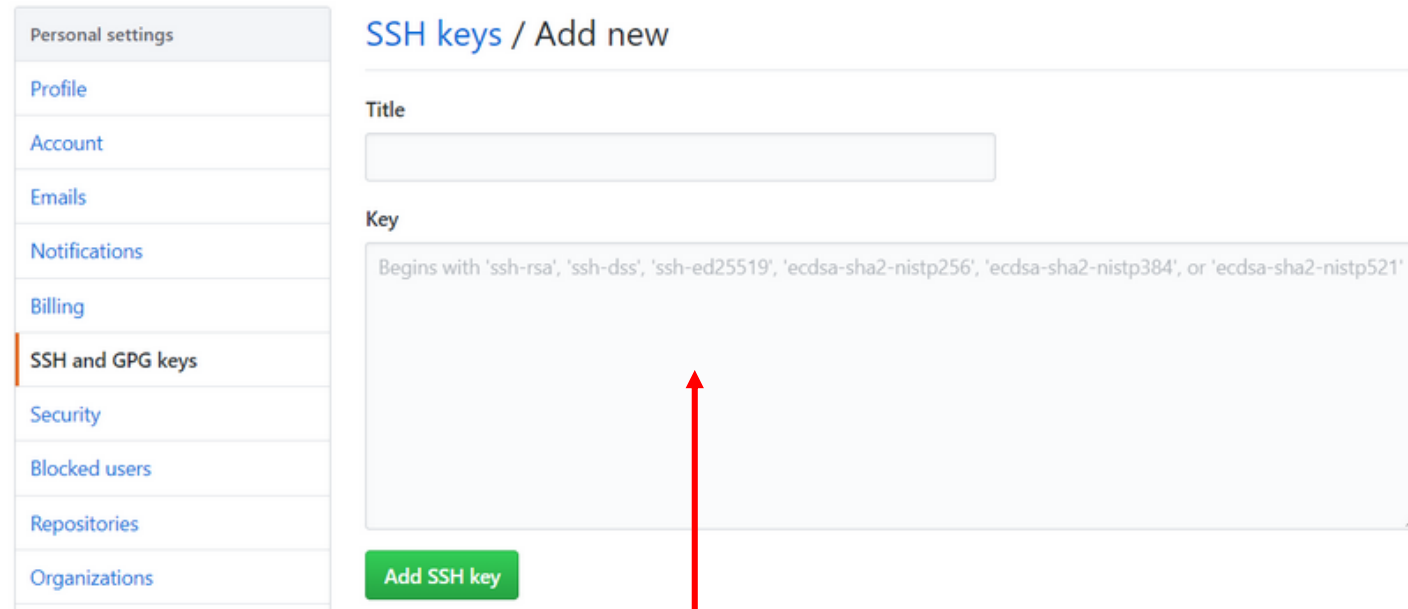 Personal settings
Profile
Account
Emails
Notifications
Billing
SSH and GPG keys
Security
Blocked users
Repositories
Organizations
SSH keys / Add new
Title
Key
Begins with 'ssh-rsa', 'ssh-dss', 'ssh-ed25519', 'ecdsa-sha2-nistp256', 'ecdsa-sha2-nistp384', or 'ecdsa-sha2-nistp521'
Add SSH key